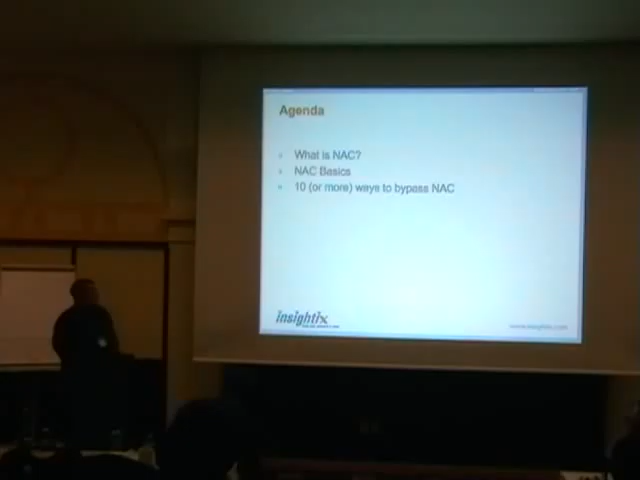 Agenda
What is NAC?
NAC Basics
10 (or more) ways to bypass NAC
insightix
www.insightix.com